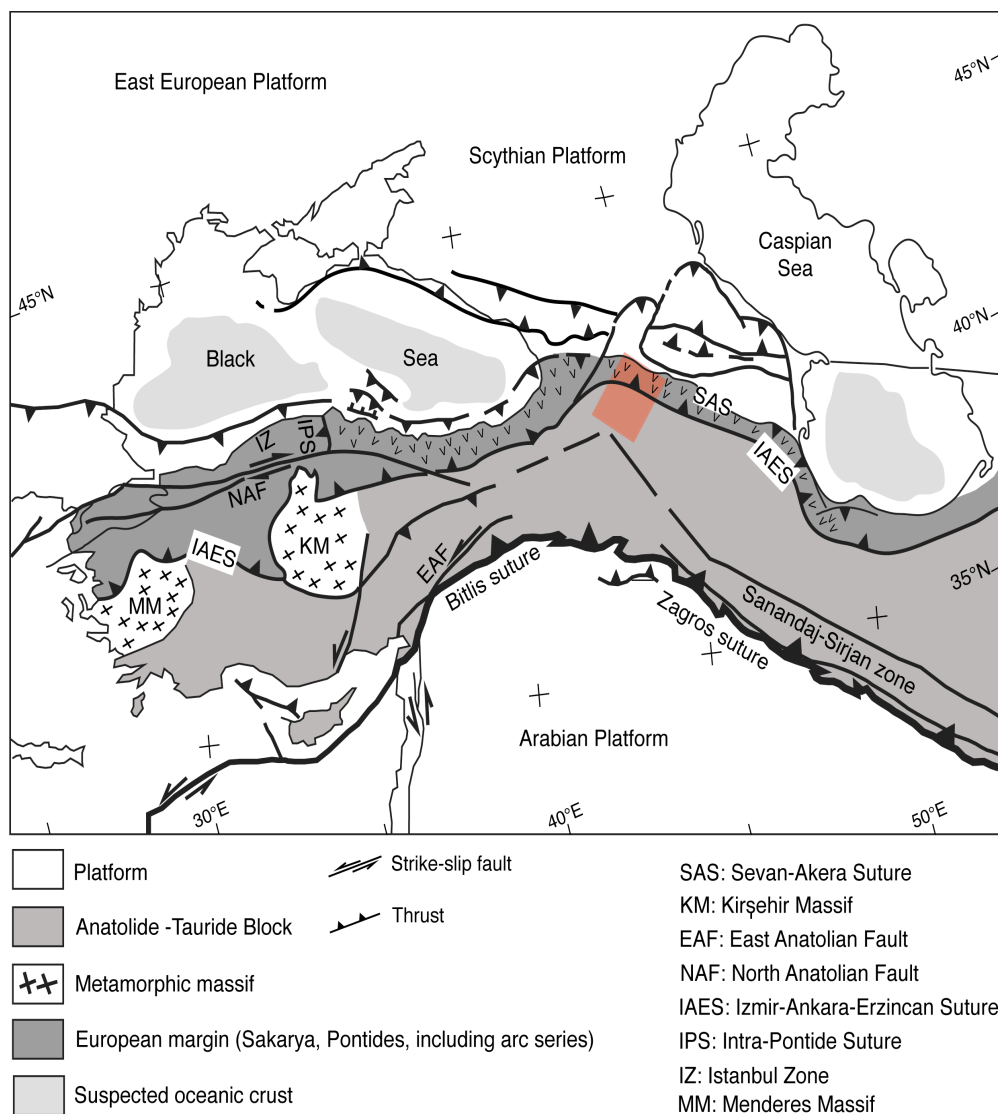 East European Platform
45°N
Scythian Platform
Caspian
Sea
45°N
40°N
Black
Sea
SAS
IZ
IPS
IAES
NAF
IAES
KM
EAF
Bitlis suture
35°N
MM
Zagros suture
Sanandaj-Sirjan zone
Arabian Platform
30°E
40°E
50°E
Platform
Anatolide -Tauride Block
Metamorphic massif
European margin (Sakarya, Pontides, including arc series)
Suspected oceanic crust
Strike-slip fault
Thrust
SAS: Sevan-Akera Suture
KM: Kirşehir Massif
EAF: East Anatolian Fault
NAF: North Anatolian Fault
IAES: Izmir-Ankara-Erzincan Suture
IPS: Intra-Pontide Suture
IZ: Istanbul Zone
MM: Menderes Massif